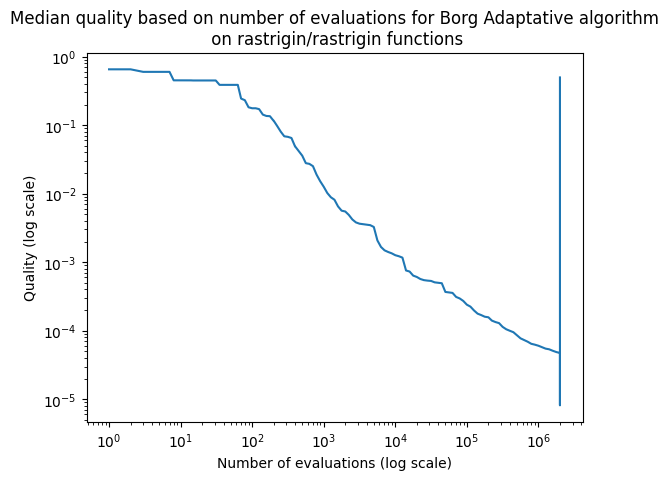 Median quality based on number of evaluations for Borg Adaptative algorithm
on rastrigin/rastrigin functions
Quality (log scale)
10⁰
10⁻¹
10⁻²
10⁻³
10⁻⁴
10⁻⁵
10⁰ 10¹ 10² 10³ 10⁴ 10⁵ 10⁶
Number of evaluations (log scale)